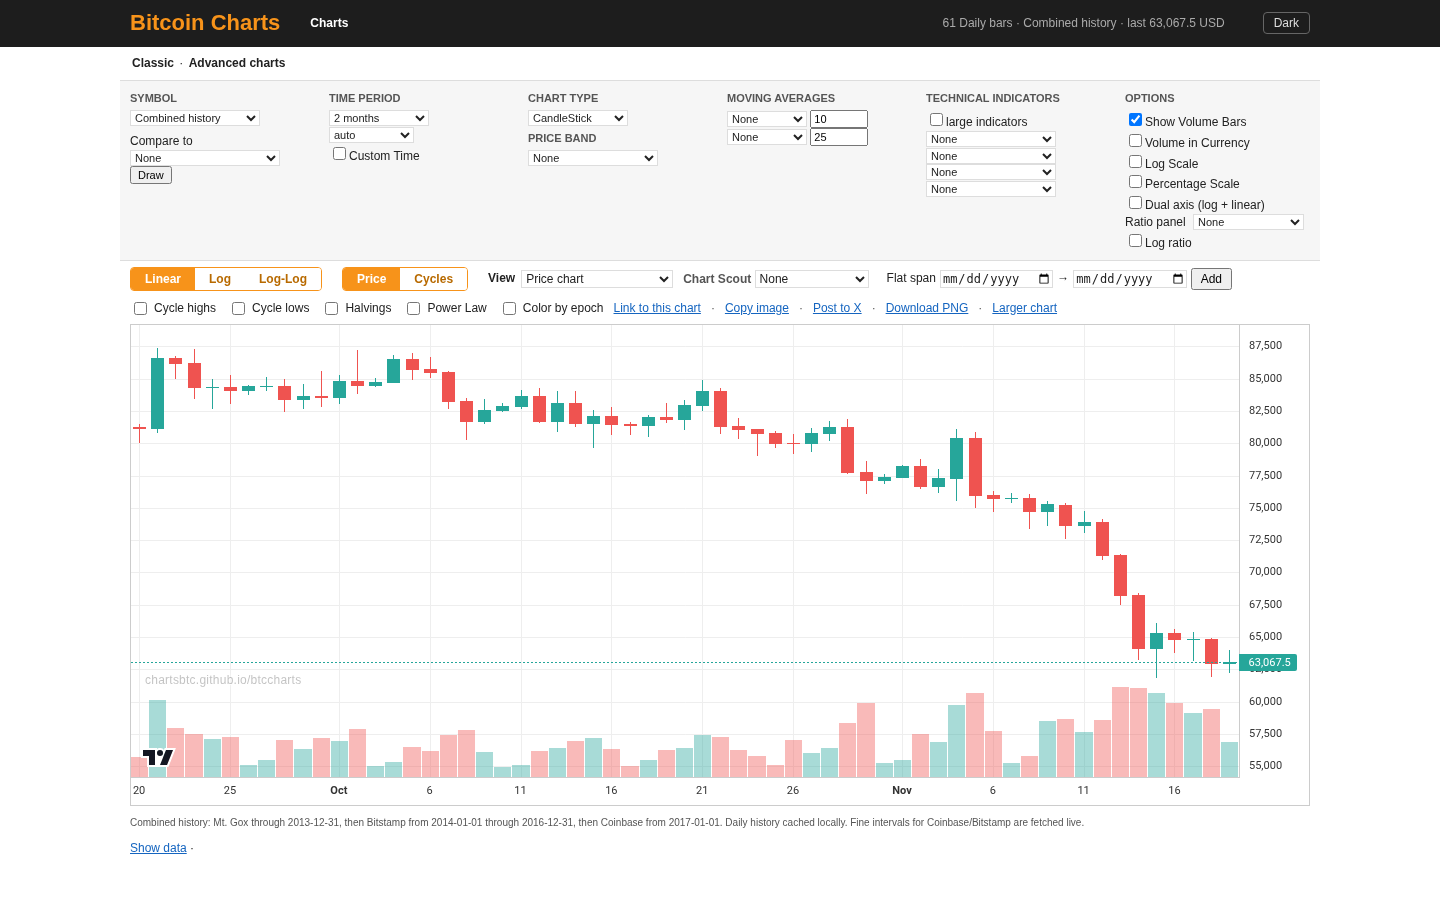 Bitcoin Charts
Charts
61 Daily bars · Combined history · last 63,067.5 USD
Dark
Classic · Advanced charts
SYMBOL
Combined history
Compare to
None
Draw
TIME PERIOD
2 months
auto
Custom Time
CHART TYPE
CandleStick
PRICE BAND
None
MOVING AVERAGES
None 10
None 25
TECHNICAL INDICATORS
large indicators
None
None
None
None
OPTIONS
Show Volume Bars
Volume in Currency
Log Scale
Percentage Scale
Dual axis (log + linear)
Ratio panel None
Log ratio
Linear Log Log-Log Price Cycles View Price chart Chart Scout None Flat span mm/dd/yyyy → mm/dd/yyyy Add
Cycle highs Cycle lows Halvings Power Law Color by epoch Link to this chart · Copy image · Post to X · Download PNG · Larger chart
87,500
85,000
82,500
80,000
77,500
75,000
72,500
70,000
67,500
65,000
63,067.5
60,000
57,500
55,000
chartsbtc.github.io/btccharts
20 25 Oct 6 11 16 21 26 Nov 6 11 16
Combined history: Mt. Gox through 2013-12-31, then Bitstamp from 2014-01-01 through 2016-12-31, then Coinbase from 2017-01-01. Daily history cached locally. Fine intervals for Coinbase/Bitstamp are fetched live.
Show data ·